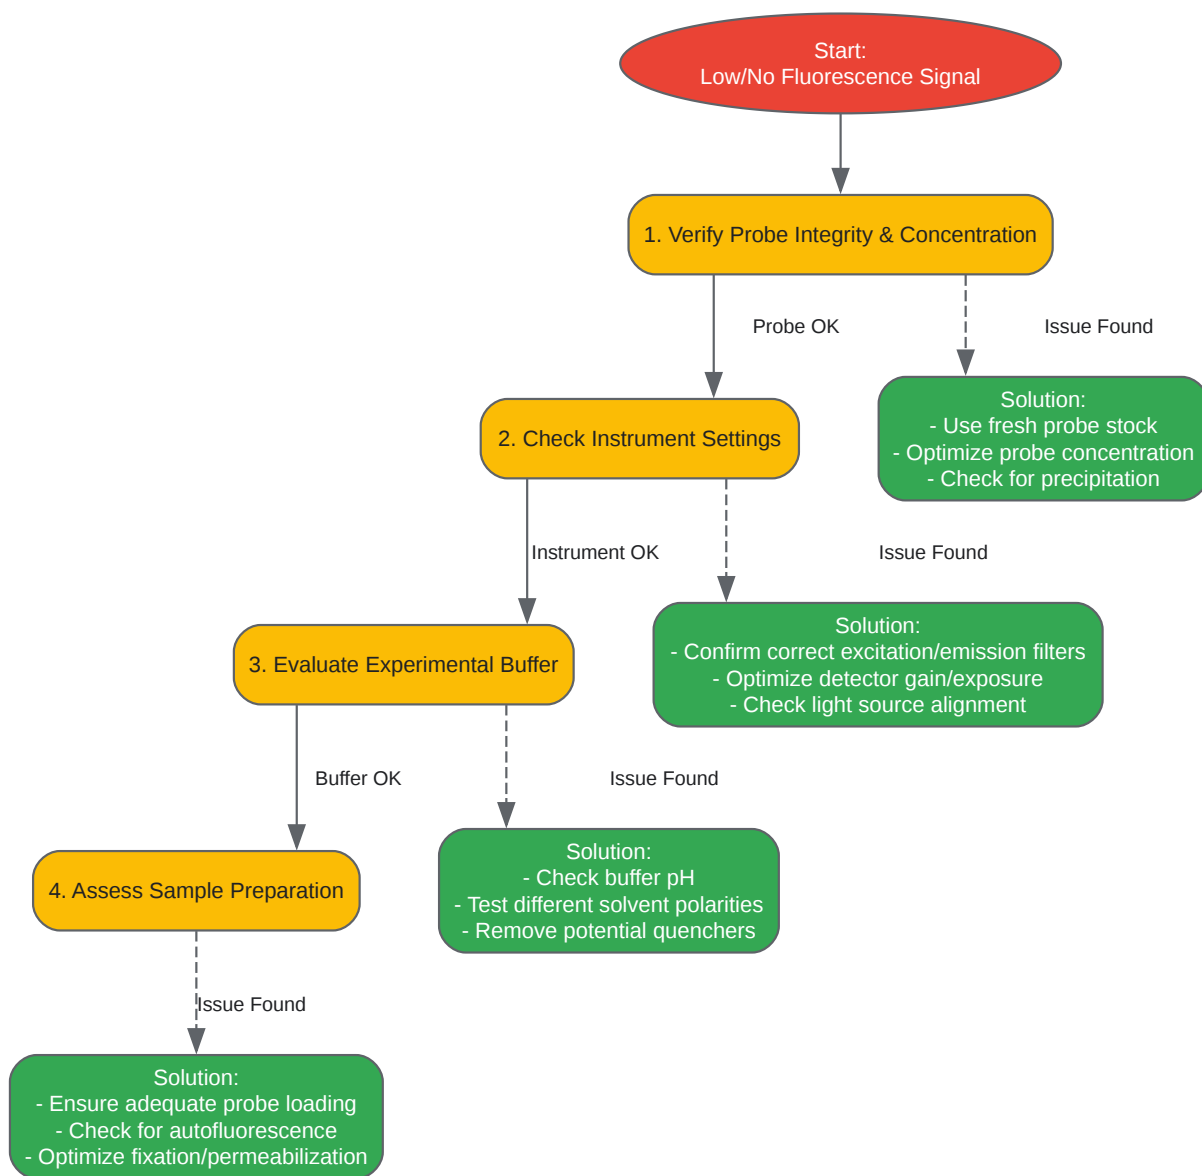 Start:
Low/No Fluorescence Signal
1. Verify Probe Integrity & Concentration
Probe OK
Issue Found
Solution:
- Use fresh probe stock
- Optimize probe concentration
- Check for precipitation
2. Check Instrument Settings
Instrument OK
Issue Found
Solution:
- Confirm correct excitation/emission filters
- Optimize detector gain/exposure
- Check light source alignment
3. Evaluate Experimental Buffer
Buffer OK
Issue Found
Solution:
- Check buffer pH
- Test different solvent polarities
- Remove potential quenchers
4. Assess Sample Preparation
Issue Found
Solution:
- Ensure adequate probe loading
- Check for autofluorescence
- Optimize fixation/permeabilization